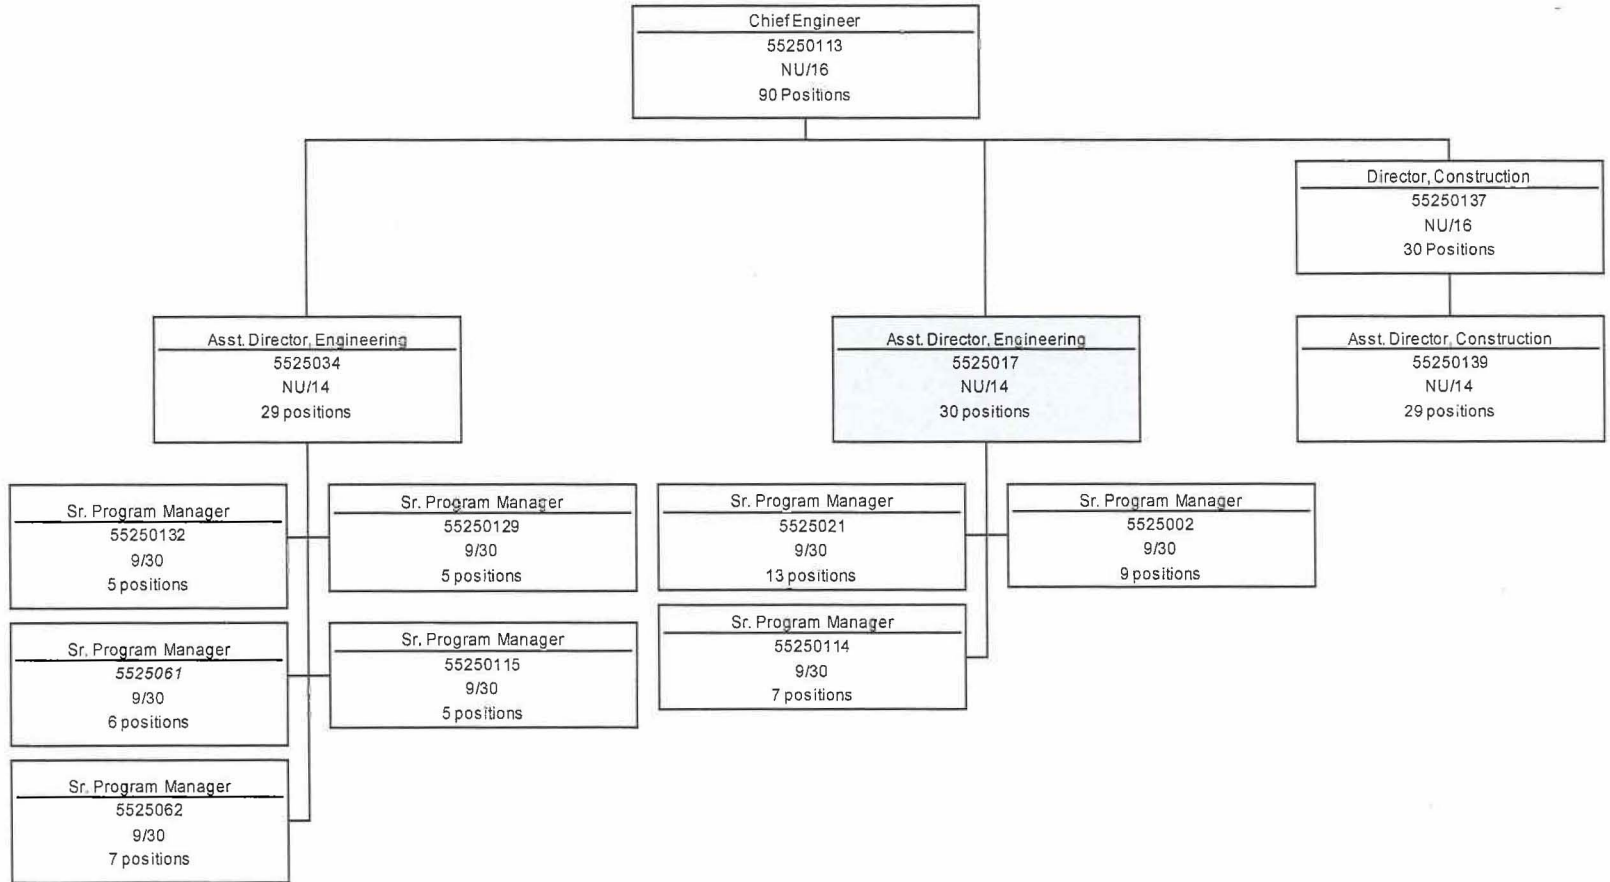 Chief Engineer
55250113
NU/16
90 Positions
Director, Construction
55250137
NU/16
30 Positions
Asst. Director, Engineering
5525034
NU/14
29 positions
Asst. Director, Engineering
5525017
NU/14
30 positions
Asst. Director, Construction
55250139
NU/14
29 positions
Sr. Program Manager
55250132
9/30
5 positions
Sr. Program Manager
55250129
9/30
5 positions
Sr. Program Manager
5525021
9/30
13 positions
Sr. Program Manager
5525002
9/30
9 positions
Sr. Program Manager
5525061
9/30
6 positions
Sr. Program Manager
55250115
9/30
5 positions
Sr. Program Manager
55250114
9/30
7 positions
Sr. Program Manager
5525062
9/30
7 positions